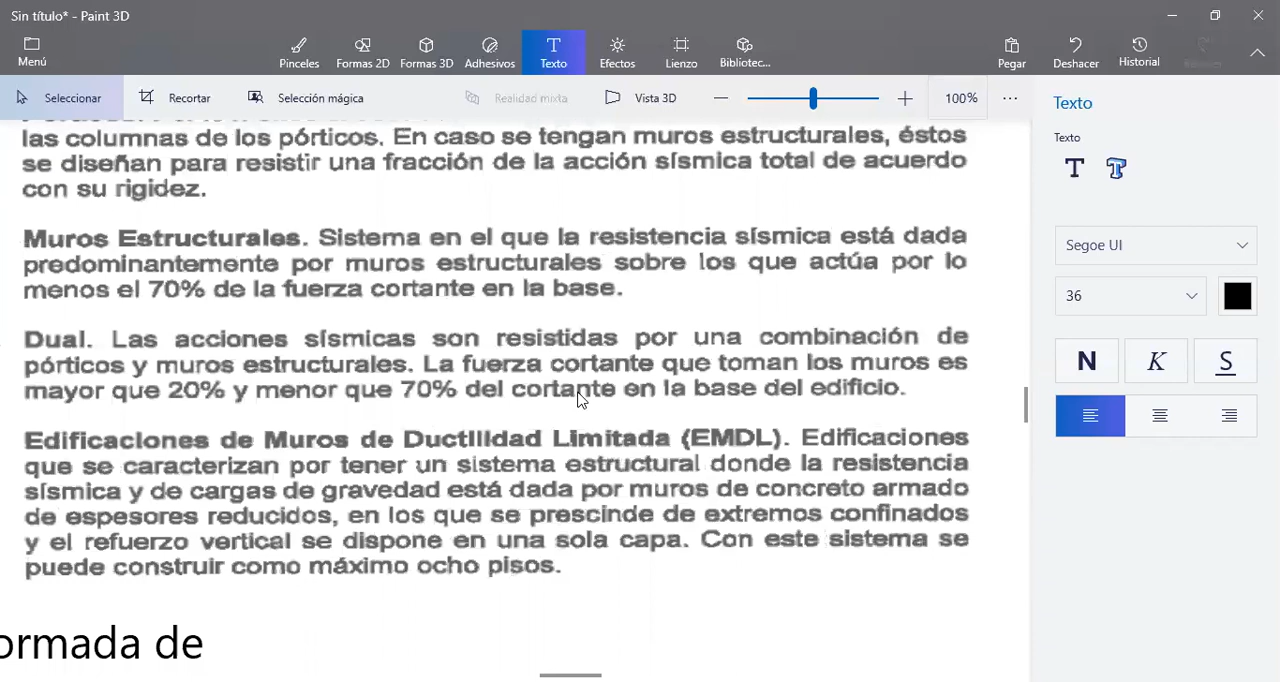 Sin título* - Paint 3D
Menú
Pinceles
Formas 2D
Formas 3D
Adhesivos
Texto
Efectos
Lienzo
Bibliotec...
Pegar
Deshacer
Historial
Seleccionar
Recortar
Selección mágica
Realidad mixta
Vista 3D
100%
las columnas de los pórticos. En caso se tengan muros estructurales, éstos
se diseñan para resistir una fracción de la acción sísmica total de acuerdo
con su rigidez.
Muros Estructurales. Sistema en el que la resistencia sísmica está dada
predominantemente por muros estructurales sobre los que actúa por lo
menos el 70% de la fuerza cortante en la base.
Dual. Las acciones sísmicas son resistidas por una combinación de
pórticos y muros estructurales. La fuerza cortante que toman los muros es
mayor que 20% y menor que 70% del cortante en la base del edificio.
Edificaciones de Muros de Ductilidad Limitada (EMDL). Edificaciones
que se caracterizan por tener un sistema estructural donde la resistencia
sísmica y de cargas de gravedad está dada por muros de concreto armado
de espesores reducidos, en los que se prescinde de extremos confinados
y el refuerzo vertical se dispone en una sola capa. Con este sistema se
puede construir como máximo ocho pisos.
ormada de
Texto
Texto
T T
Segoe UI
36
N K S